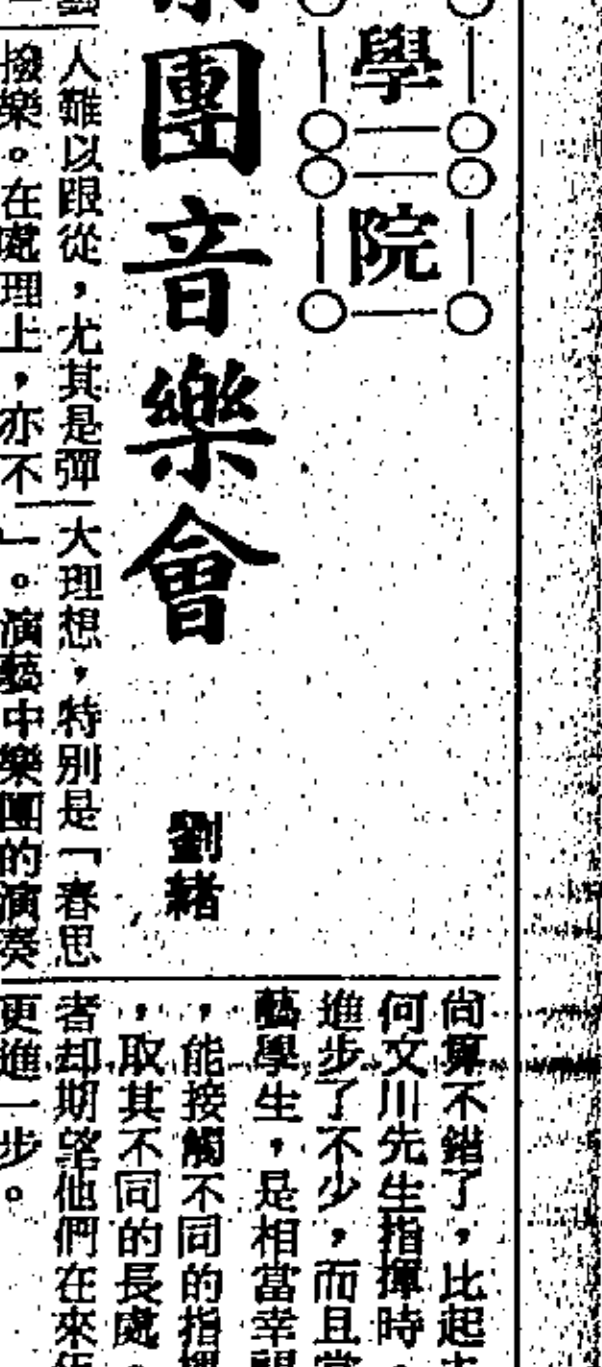 學院
團音樂會
劉緒
人難以跟從，尤其是彈
撥樂。在處理上，亦不
大理想，特別是「春思
」。演藝中樂團的演奏
尙算不錯了，比起
何文川先生指揮時，
進步了不少，而且當
藝學生，是相當幸
，能接觸不同的指揮
，取其不同的長處。
者却期望他們在來
更進一步。